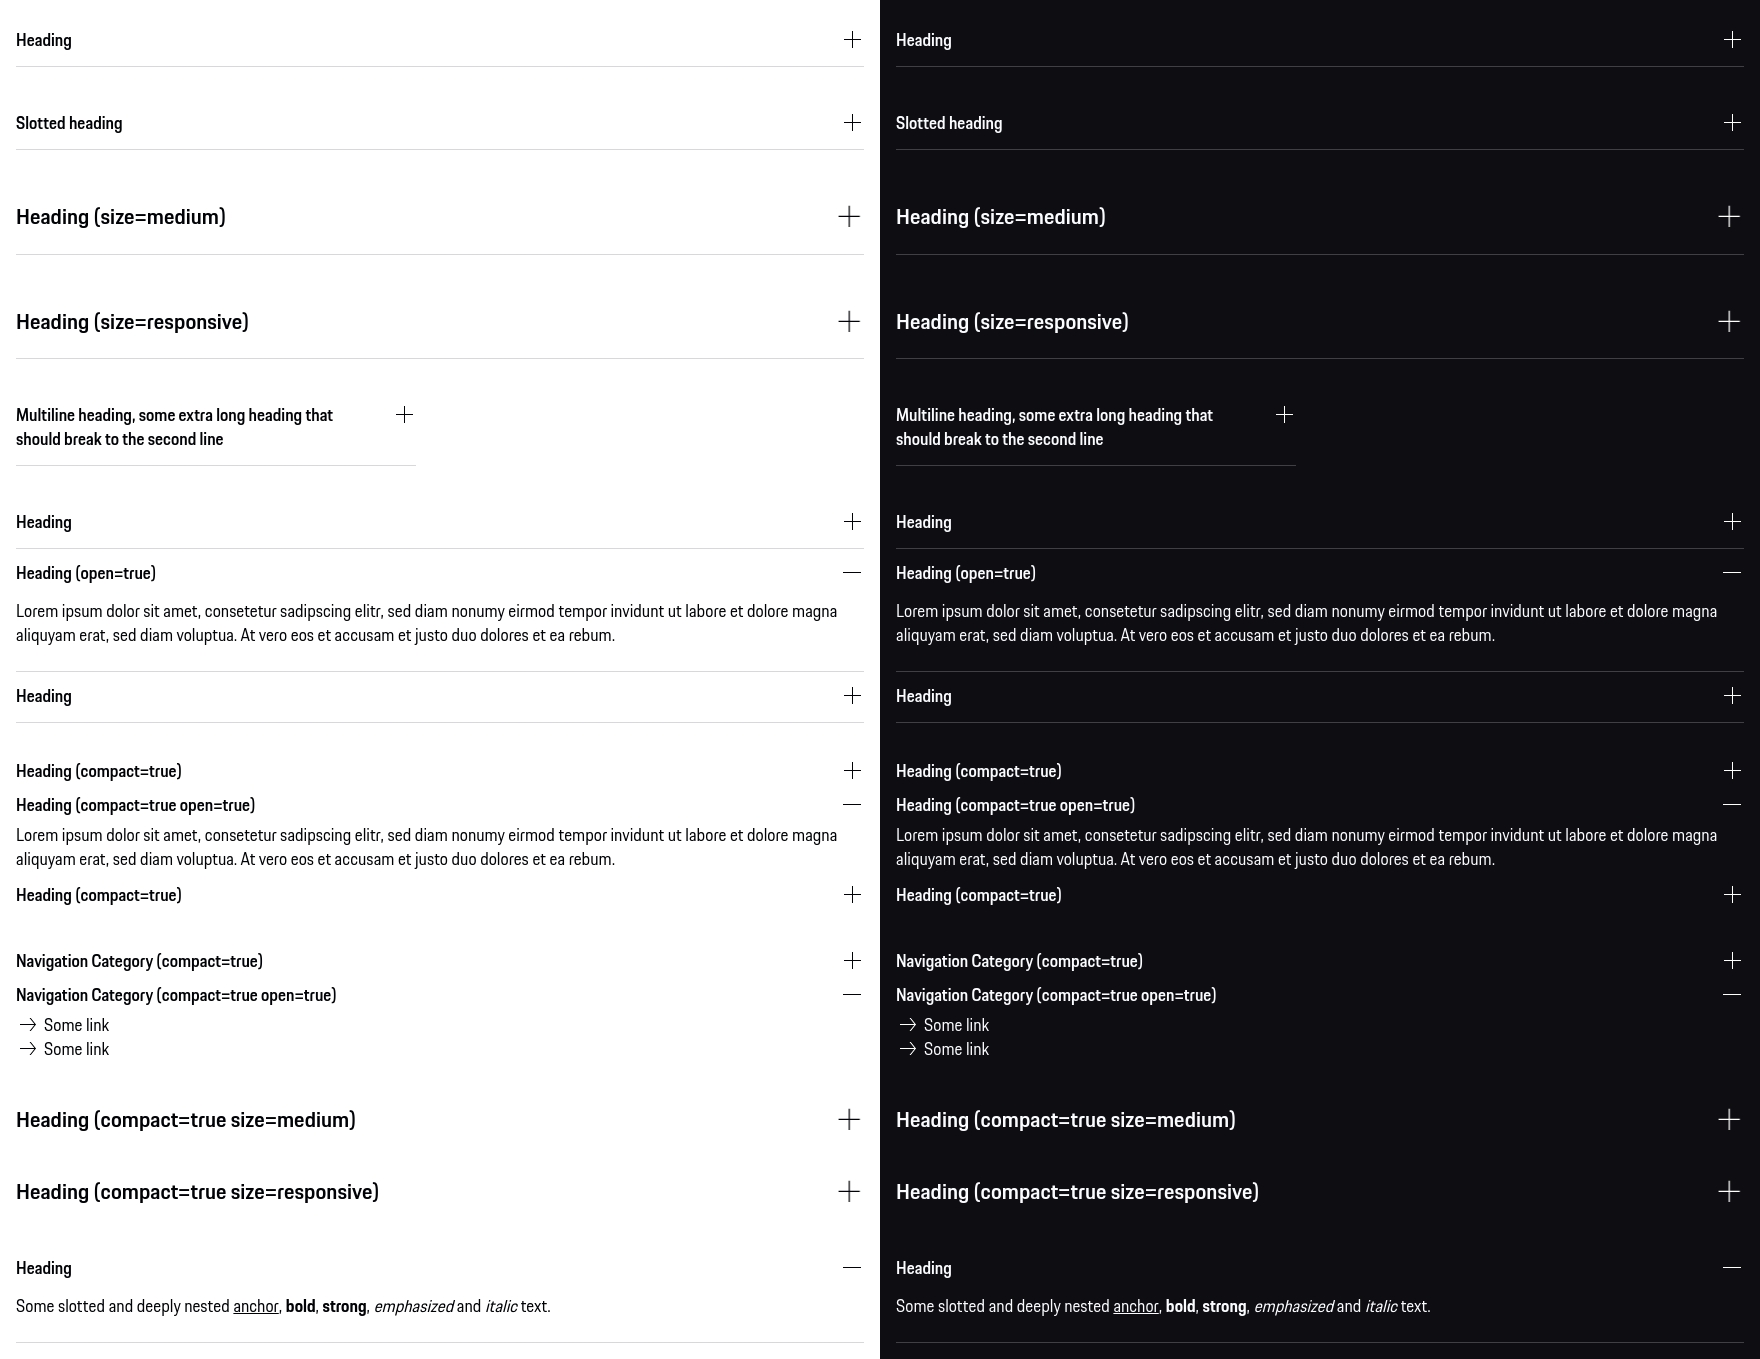 Heading
Slotted heading
Heading (size=medium)
Heading (size=responsive)
Multiline heading, some extra long heading that
should break to the second line
Heading
Heading (open=true)
Lorem ipsum dolor sit amet, consetetur sadipscing elitr, sed diam nonumy eirmod tempor invidunt ut labore et dolore magna
aliquyam erat, sed diam voluptua. At vero eos et accusam et justo duo dolores et ea rebum.
Heading
Heading (compact=true)
Heading (compact=true open=true)
Lorem ipsum dolor sit amet, consetetur sadipscing elitr, sed diam nonumy eirmod tempor invidunt ut labore et dolore magna
aliquyam erat, sed diam voluptua. At vero eos et accusam et justo duo dolores et ea rebum.
Heading (compact=true)
Navigation Category (compact=true)
Navigation Category (compact=true open=true)
Some link
Some link
Heading (compact=true size=medium)
Heading (compact=true size=responsive)
Heading
Some slotted and deeply nested anchor, bold, strong, emphasized and italic text.
Heading
Slotted heading
Heading (size=medium)
Heading (size=responsive)
Multiline heading, some extra long heading that
should break to the second line
Heading
Heading (open=true)
Lorem ipsum dolor sit amet, consetetur sadipscing elitr, sed diam nonumy eirmod tempor invidunt ut labore et dolore magna
aliquyam erat, sed diam voluptua. At vero eos et accusam et justo duo dolores et ea rebum.
Heading
Heading (compact=true)
Heading (compact=true open=true)
Lorem ipsum dolor sit amet, consetetur sadipscing elitr, sed diam nonumy eirmod tempor invidunt ut labore et dolore magna
aliquyam erat, sed diam voluptua. At vero eos et accusam et justo duo dolores et ea rebum.
Heading (compact=true)
Navigation Category (compact=true)
Navigation Category (compact=true open=true)
Some link
Some link
Heading (compact=true size=medium)
Heading (compact=true size=responsive)
Heading
Some slotted and deeply nested anchor, bold, strong, emphasized and italic text.